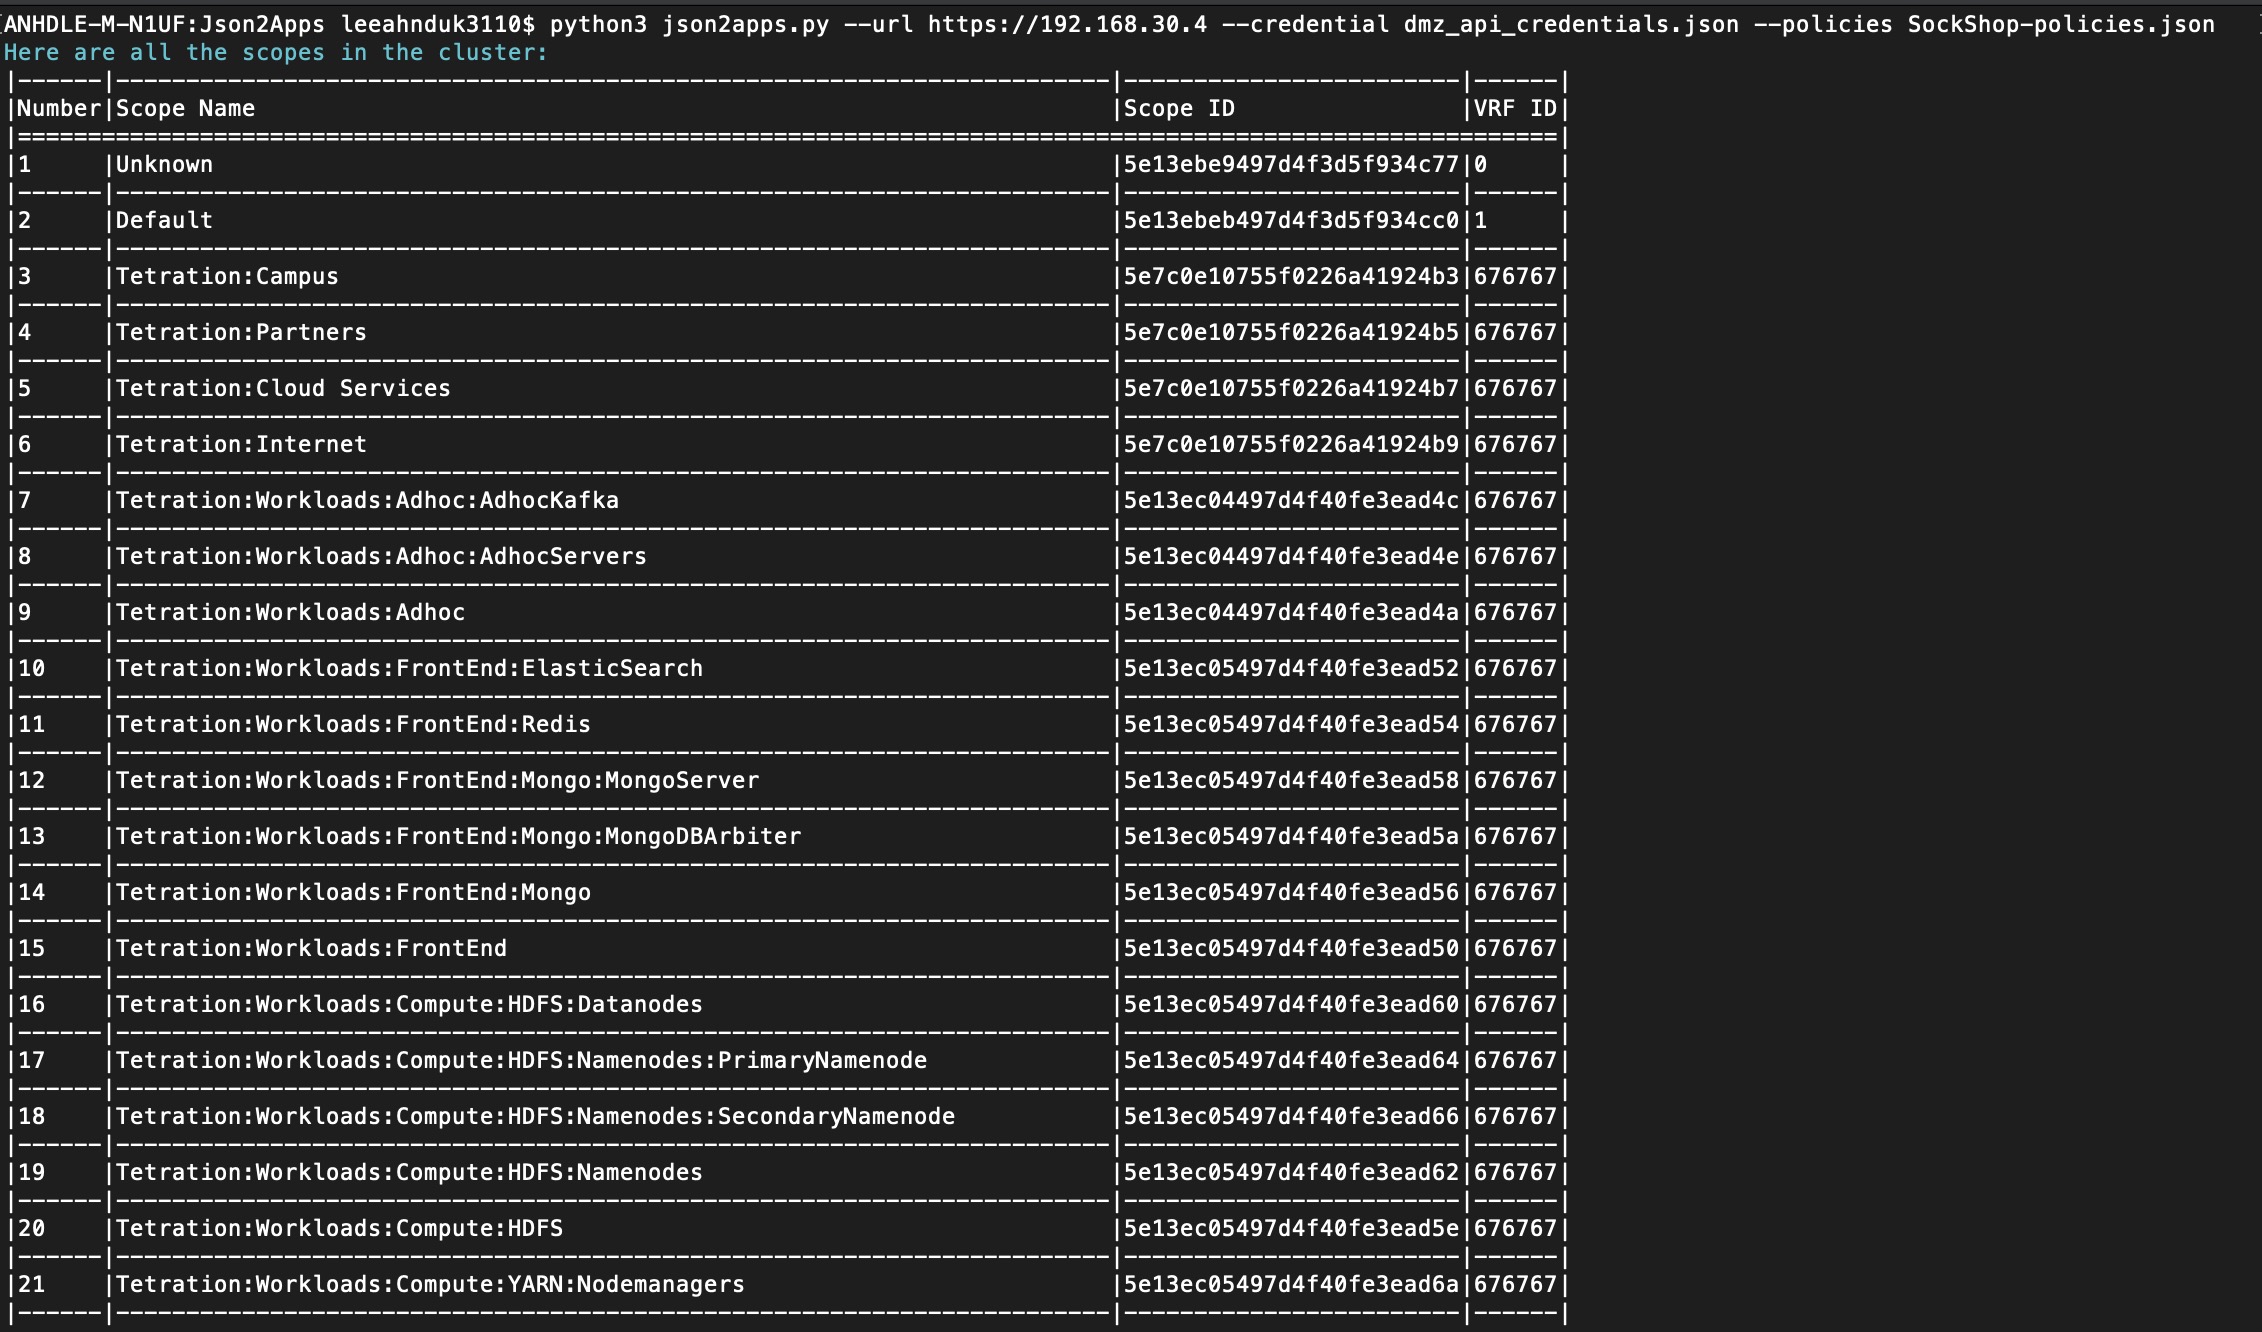 ANHDLE-M-N1UF:Json2Apps leeahnduk3110$ python3 json2apps.py --url https://192.168.30.4 --credential dmz_api_credentials.json --policies SockShop-policies.json
Here are all the scopes in the cluster:
|Number|Scope Name|Scope ID|VRF ID|
|1|Unknown|5e13ebe9497d4f3d5f934c77|0|
|2|Default|5e13ebeb497d4f3d5f934cc0|1|
|3|Tetration:Campus|5e7c0e10755f0226a41924b3|676767|
|4|Tetration:Partners|5e7c0e10755f0226a41924b5|676767|
|5|Tetration:Cloud Services|5e7c0e10755f0226a41924b7|676767|
|6|Tetration:Internet|5e7c0e10755f0226a41924b9|676767|
|7|Tetration:Workloads:Adhoc:AdhocKafka|5e13ec04497d4f40fe3ead4c|676767|
|8|Tetration:Workloads:Adhoc:AdhocServers|5e13ec04497d4f40fe3ead4e|676767|
|9|Tetration:Workloads:Adhoc|5e13ec04497d4f40fe3ead4a|676767|
|10|Tetration:Workloads:FrontEnd:ElasticSearch|5e13ec05497d4f40fe3ead52|676767|
|11|Tetration:Workloads:FrontEnd:Redis|5e13ec05497d4f40fe3ead54|676767|
|12|Tetration:Workloads:FrontEnd:Mongo:MongoServer|5e13ec05497d4f40fe3ead58|676767|
|13|Tetration:Workloads:FrontEnd:Mongo:MongoDBArbiter|5e13ec05497d4f40fe3ead5a|676767|
|14|Tetration:Workloads:FrontEnd:Mongo|5e13ec05497d4f40fe3ead56|676767|
|15|Tetration:Workloads:FrontEnd|5e13ec05497d4f40fe3ead50|676767|
|16|Tetration:Workloads:Compute:HDFS:Datanodes|5e13ec05497d4f40fe3ead60|676767|
|17|Tetration:Workloads:Compute:HDFS:Namenodes:PrimaryNamenode|5e13ec05497d4f40fe3ead64|676767|
|18|Tetration:Workloads:Compute:HDFS:Namenodes:SecondaryNamenode|5e13ec05497d4f40fe3ead66|676767|
|19|Tetration:Workloads:Compute:HDFS:Namenodes|5e13ec05497d4f40fe3ead62|676767|
|20|Tetration:Workloads:Compute:HDFS|5e13ec05497d4f40fe3ead5e|676767|
|21|Tetration:Workloads:Compute:YARN:Nodemanagers|5e13ec05497d4f40fe3ead6a|676767|